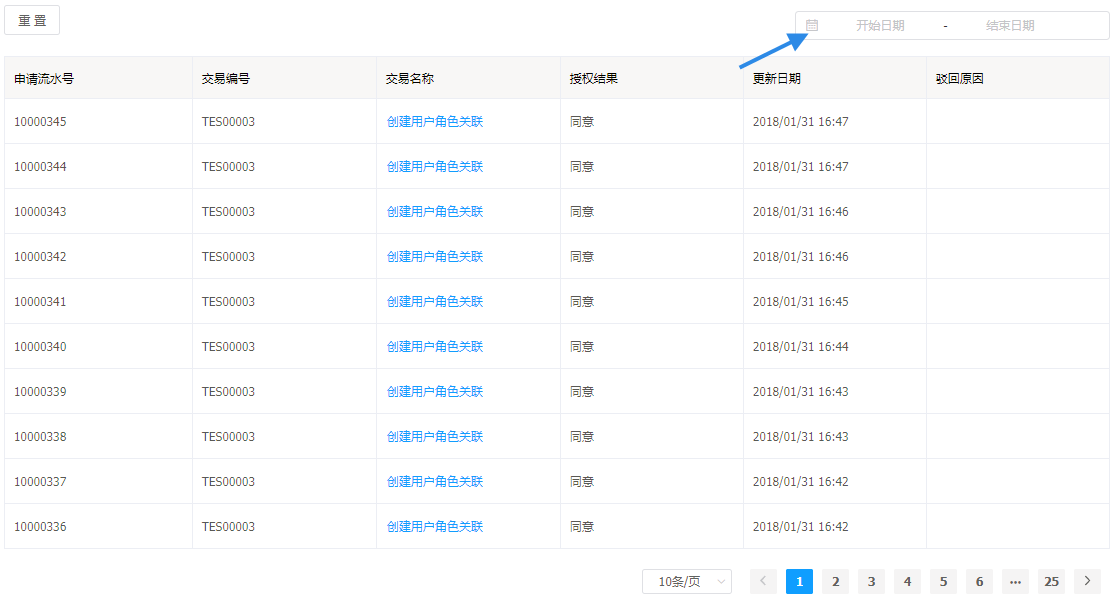 重 置
开始日期 - 结束日期
申请流水号 交易编号 交易名称 授权结果 更新日期 驳回原因
10000345 TES00003 创建用户角色关联 同意 2018/01/31 16:47
10000344 TES00003 创建用户角色关联 同意 2018/01/31 16:47
10000343 TES00003 创建用户角色关联 同意 2018/01/31 16:46
10000342 TES00003 创建用户角色关联 同意 2018/01/31 16:46
10000341 TES00003 创建用户角色关联 同意 2018/01/31 16:45
10000340 TES00003 创建用户角色关联 同意 2018/01/31 16:44
10000339 TES00003 创建用户角色关联 同意 2018/01/31 16:43
10000338 TES00003 创建用户角色关联 同意 2018/01/31 16:43
10000337 TES00003 创建用户角色关联 同意 2018/01/31 16:42
10000336 TES00003 创建用户角色关联 同意 2018/01/31 16:42
10条/页 1 2 3 4 5 6 ··· 25